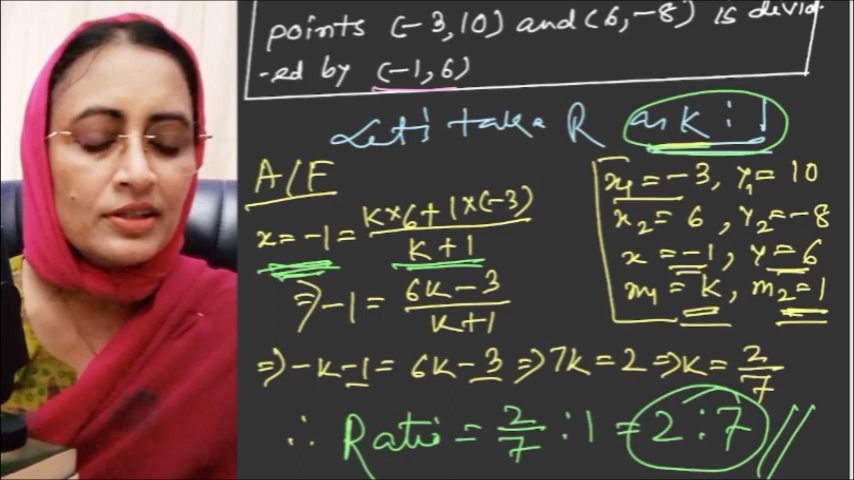 points (-3,10) and (6,-8) is devid
-ed by (-1,6)
Let's take R as K:1
A/F
x = -1 = K×6+1×(-3) / K+1
⇒ -1 = 6K-3 / K+1
⇒ -K-1 = 6K-3 ⇒ 7K = 2 ⇒ K = 2/7
∴ Ratio = 2/7 : 1 = 2:7 //
x₁ = -3, y₁ = 10
x₂ = 6, y₂ = -8
x = -1, y = 6
m₁ = K, m₂ = 1